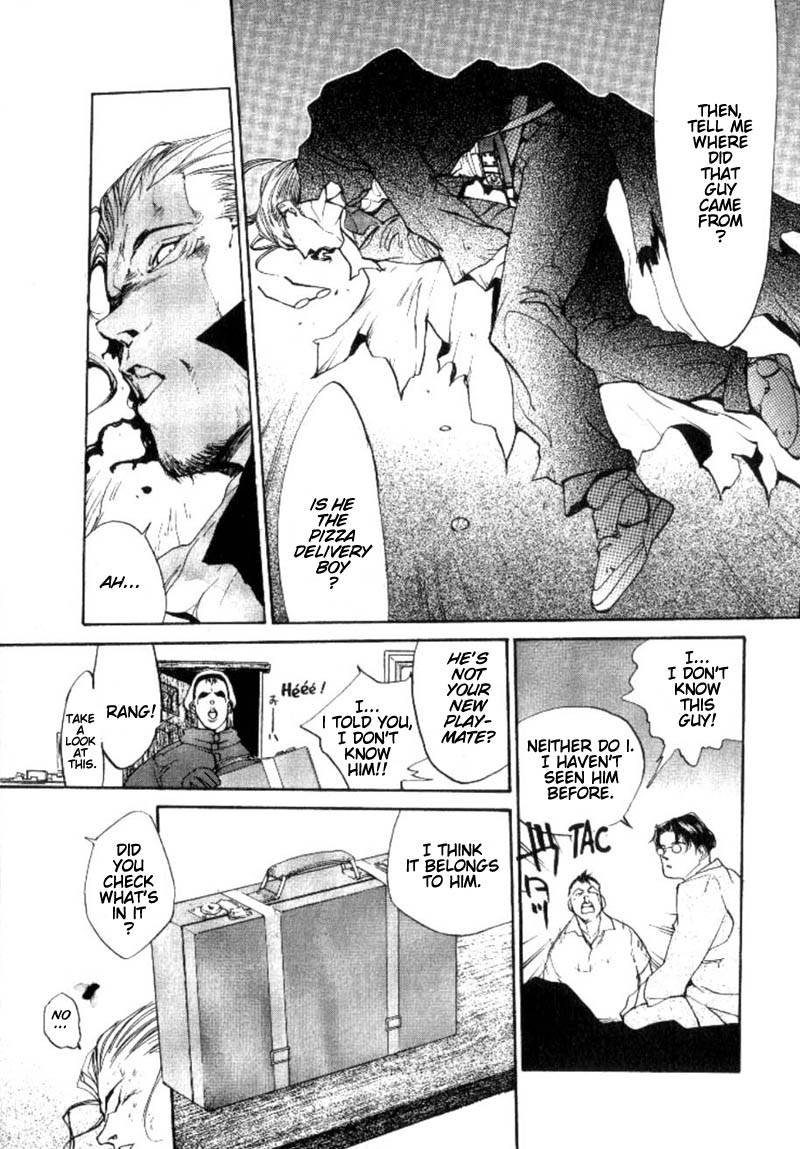 THEN,
TELL ME
WHERE
DID
THAT
GUY
CAME
FROM
?
IS HE
THE
PIZZA
DELIVERY
BOY
?
AH...
I...
I DON'T
KNOW
THIS
GUY!
NEITHER DO I.
I HAVEN'T
SEEN HIM
BEFORE.
TAC
HE'S
NOT
YOUR
NEW
PLAY-
MATE?
I...
I TOLD YOU,
I DON'T
KNOW
HIM!!
Hééé!
RANG!
TAKE
A
LOOK
AT
THIS.
I THINK
IT BELONGS
TO HIM.
DID
YOU
CHECK
WHAT'S
IN IT
?
NO...